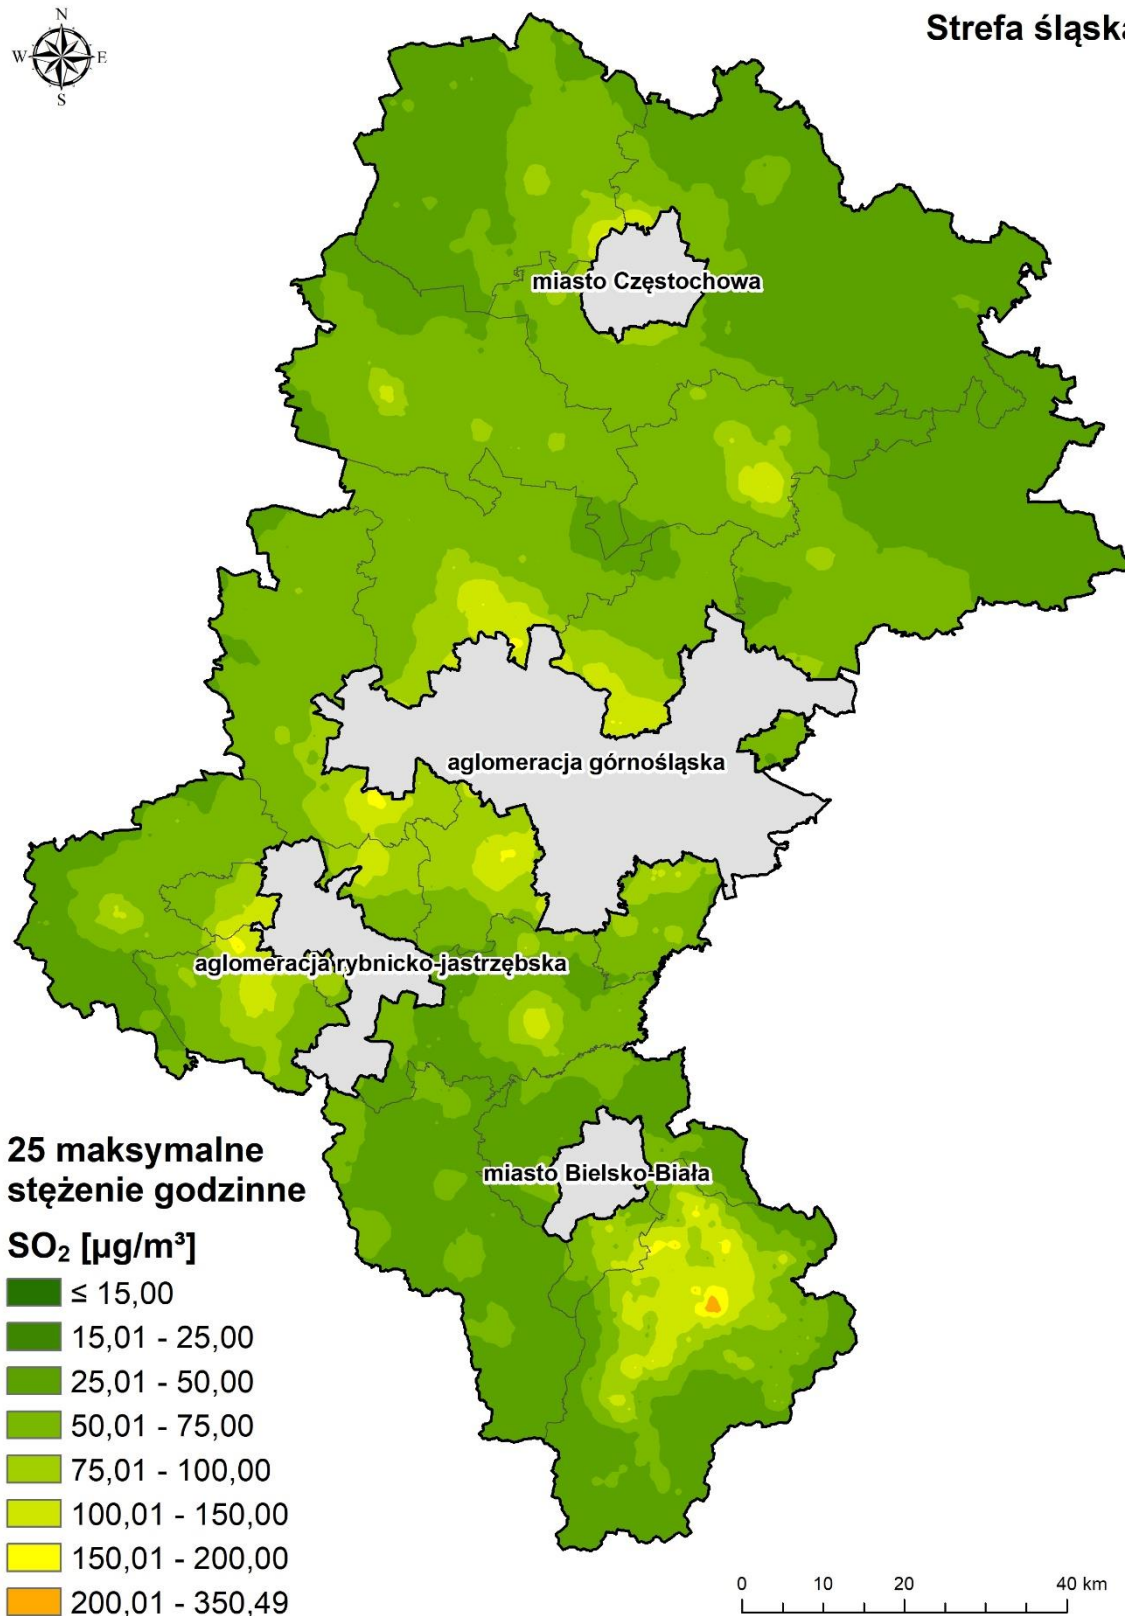 N
W E
S
Strefa śląska
miasto Częstochowa
aglomeracja górnośląska
aglomeracja rybnicko-jastrzębska
miasto Bielsko-Biała
25 maksymalne
stężenie godzinne
SO₂ [µg/m³]
≤ 15,00
15,01 - 25,00
25,01 - 50,00
50,01 - 75,00
75,01 - 100,00
100,01 - 150,00
150,01 - 200,00
200,01 - 350,49
0 10 20 40 km